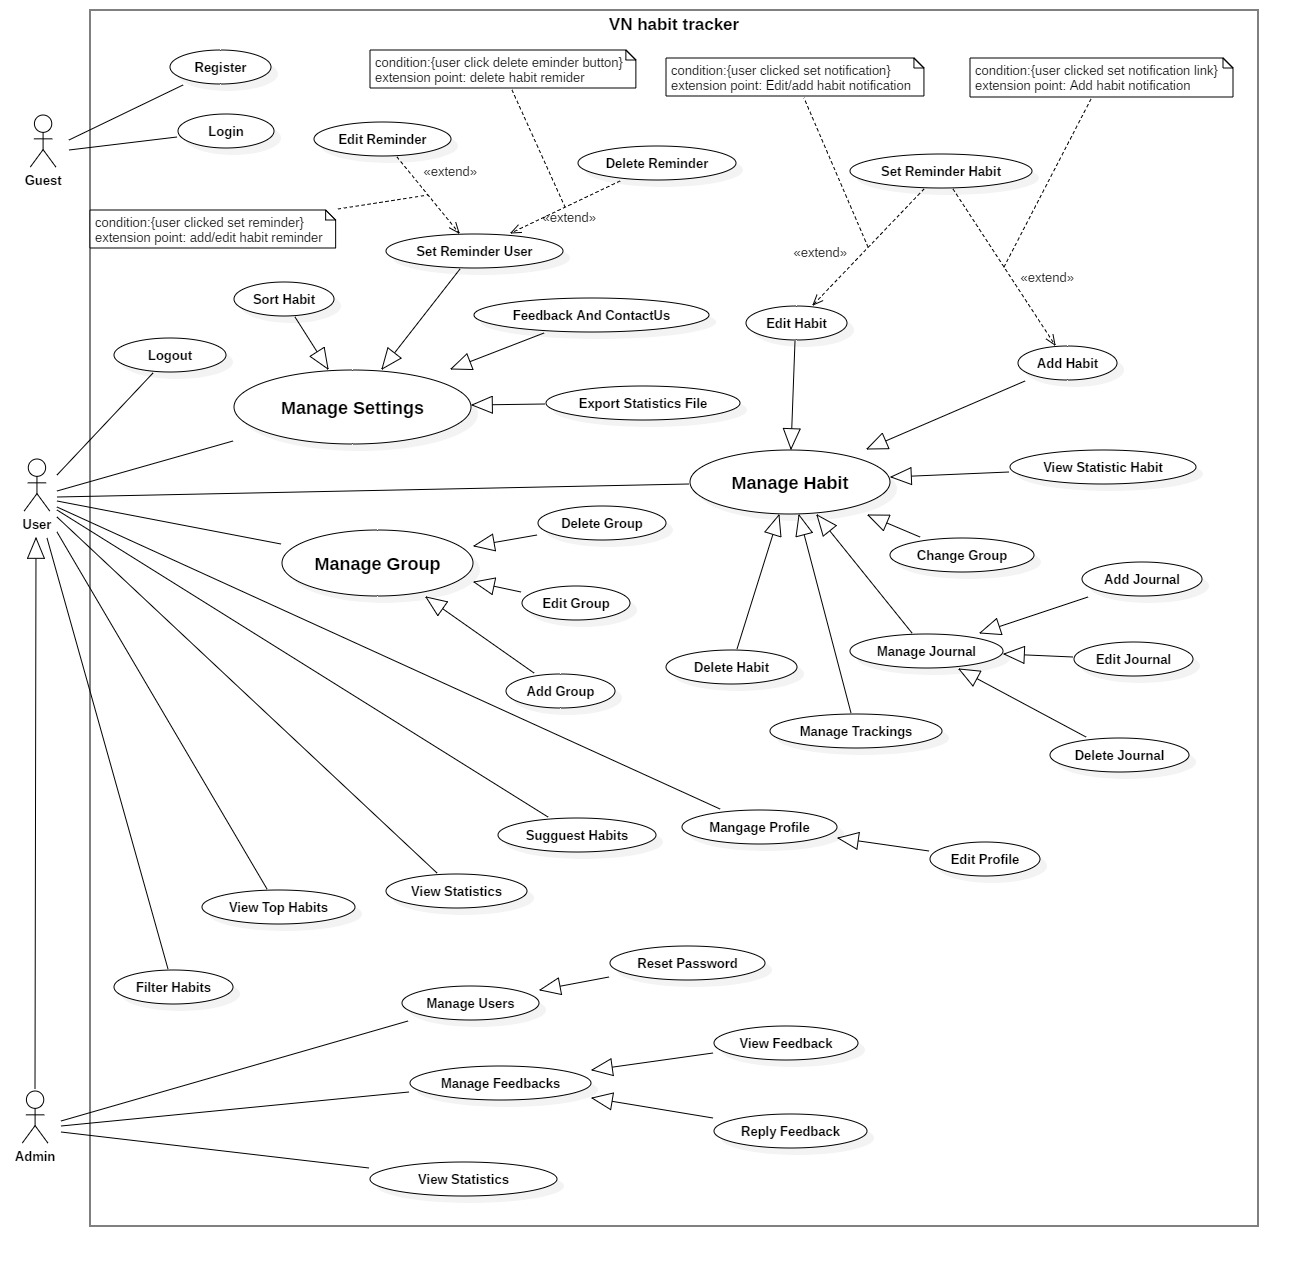 VN habit tracker
Register
condition:{user click delete eminder button}
extension point: delete habit remider
condition:{user clicked set notification}
extension point: Edit/add habit notification
condition:{user clicked set notification link}
extension point: Add habit notification
Login
Edit Reminder
Delete Reminder
Set Reminder Habit
Guest
«extend»
condition:{user clicked set reminder}
extension point: add/edit habit reminder
«extend»
Set Reminder User
«extend»
«extend»
Sort Habit
Feedback And ContactUs
Edit Habit
Logout
Add Habit
Manage Settings
Export Statistics File
View Statistic Habit
Manage Habit
User
Delete Group
Change Group
Manage Group
Add Journal
Edit Group
Manage Journal
Edit Journal
Delete Habit
Add Group
Manage Trackings
Delete Journal
Sugguest Habits
Mangage Profile
Edit Profile
View Statistics
View Top Habits
Reset Password
Filter Habits
Manage Users
View Feedback
Manage Feedbacks
Reply Feedback
Admin
View Statistics